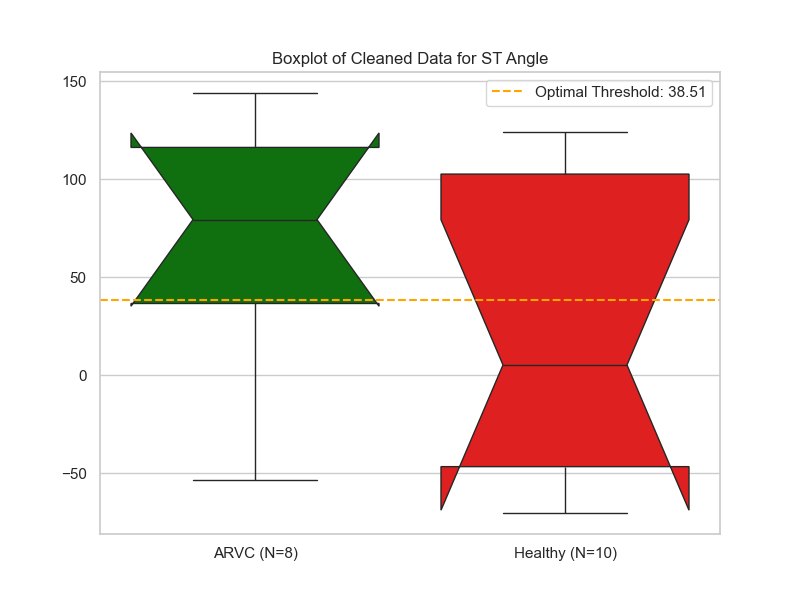 Boxplot of Cleaned Data for ST Angle
Optimal Threshold: 38.51
150
100
50
0
−50
ARVC (N=8)
Healthy (N=10)